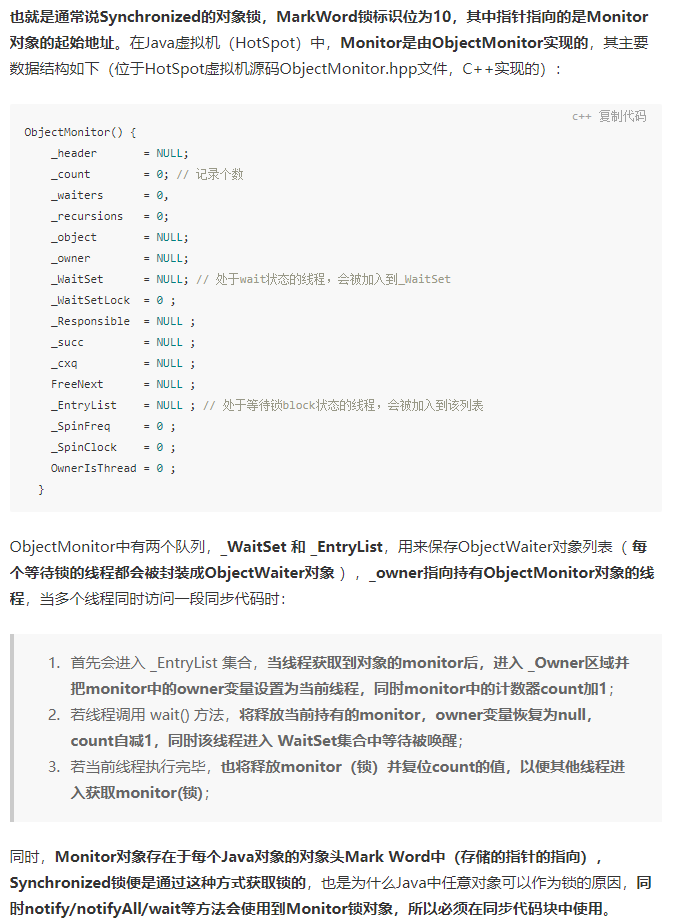 也就是通常说Synchronized的对象锁，MarkWord锁标识位为10，其中指针指向的是Monitor
对象的起始地址。在Java虚拟机（HotSpot）中，Monitor是由ObjectMonitor实现的，其主要
数据结构如下（位于HotSpot虚拟机源码ObjectMonitor.hpp文件，C++实现的）：
c++ 复制代码
ObjectMonitor() {
    _header       = NULL;
    _count        = 0; // 记录个数
    _waiters      = 0,
    _recursions   = 0;
    _object       = NULL;
    _owner        = NULL;
    _WaitSet      = NULL; // 处于wait状态的线程，会被加入到_WaitSet
    _WaitSetLock  = 0 ;
    _Responsible  = NULL ;
    _succ         = NULL ;
    _cxq          = NULL ;
    FreeNext      = NULL ;
    _EntryList    = NULL ; // 处于等待锁block状态的线程，会被加入到该列表
    _SpinFreq     = 0 ;
    _SpinClock    = 0 ;
    OwnerIsThread = 0 ;
  }
ObjectMonitor中有两个队列，_WaitSet 和 _EntryList，用来保存ObjectWaiter对象列表（ 每
个等待锁的线程都会被封装成ObjectWaiter对象 ），_owner指向持有ObjectMonitor对象的线
程，当多个线程同时访问一段同步代码时：
1. 首先会进入 _EntryList 集合，当线程获取到对象的monitor后，进入 _Owner区域并
把monitor中的owner变量设置为当前线程，同时monitor中的计数器count加1；
2. 若线程调用 wait() 方法，将释放当前持有的monitor，owner变量恢复为null，
count自减1，同时该线程进入 WaitSet集合中等待被唤醒；
3. 若当前线程执行完毕，也将释放monitor（锁）并复位count的值，以便其他线程进
入获取monitor(锁)；
同时，Monitor对象存在于每个Java对象的对象头Mark Word中（存储的指针的指向），
Synchronized锁便是通过这种方式获取锁的，也是为什么Java中任意对象可以作为锁的原因，同
时notify/notifyAll/wait等方法会使用到Monitor锁对象，所以必须在同步代码块中使用。